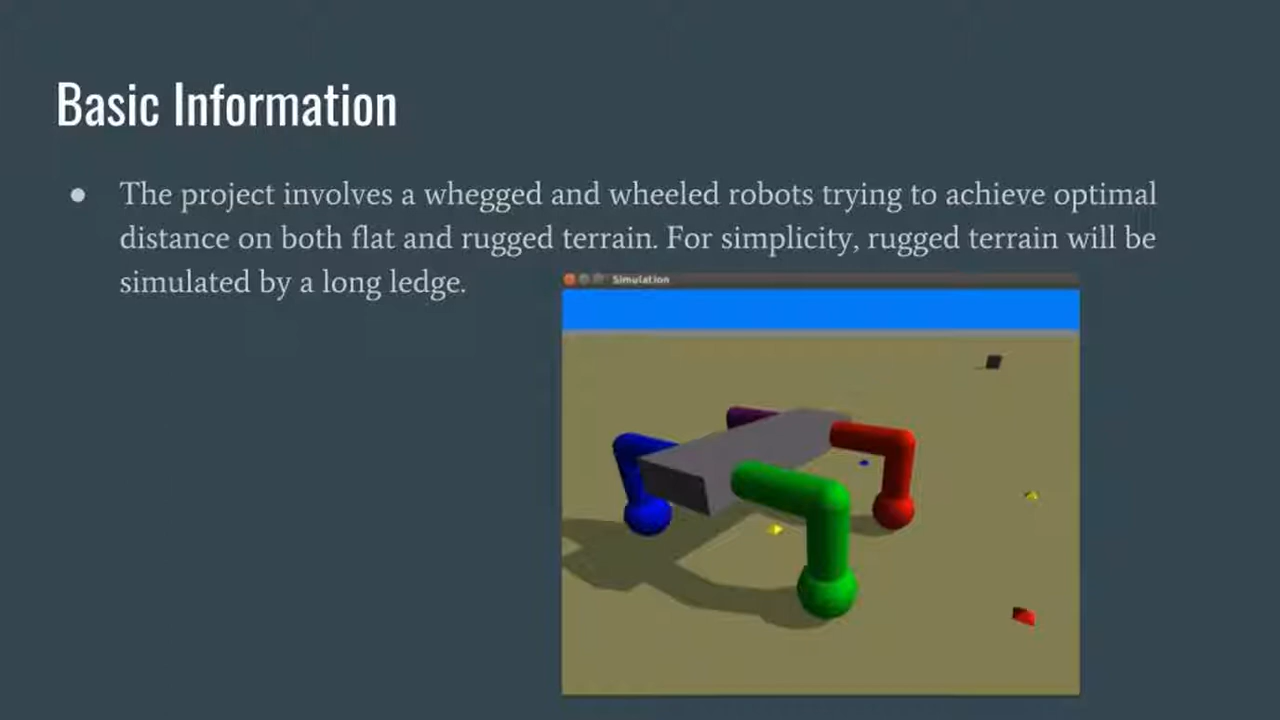 Basic Information
● The project involves a whegged and wheeled robots trying to achieve optimal
distance on both flat and rugged terrain. For simplicity, rugged terrain will be
simulated by a long ledge.
Simulation